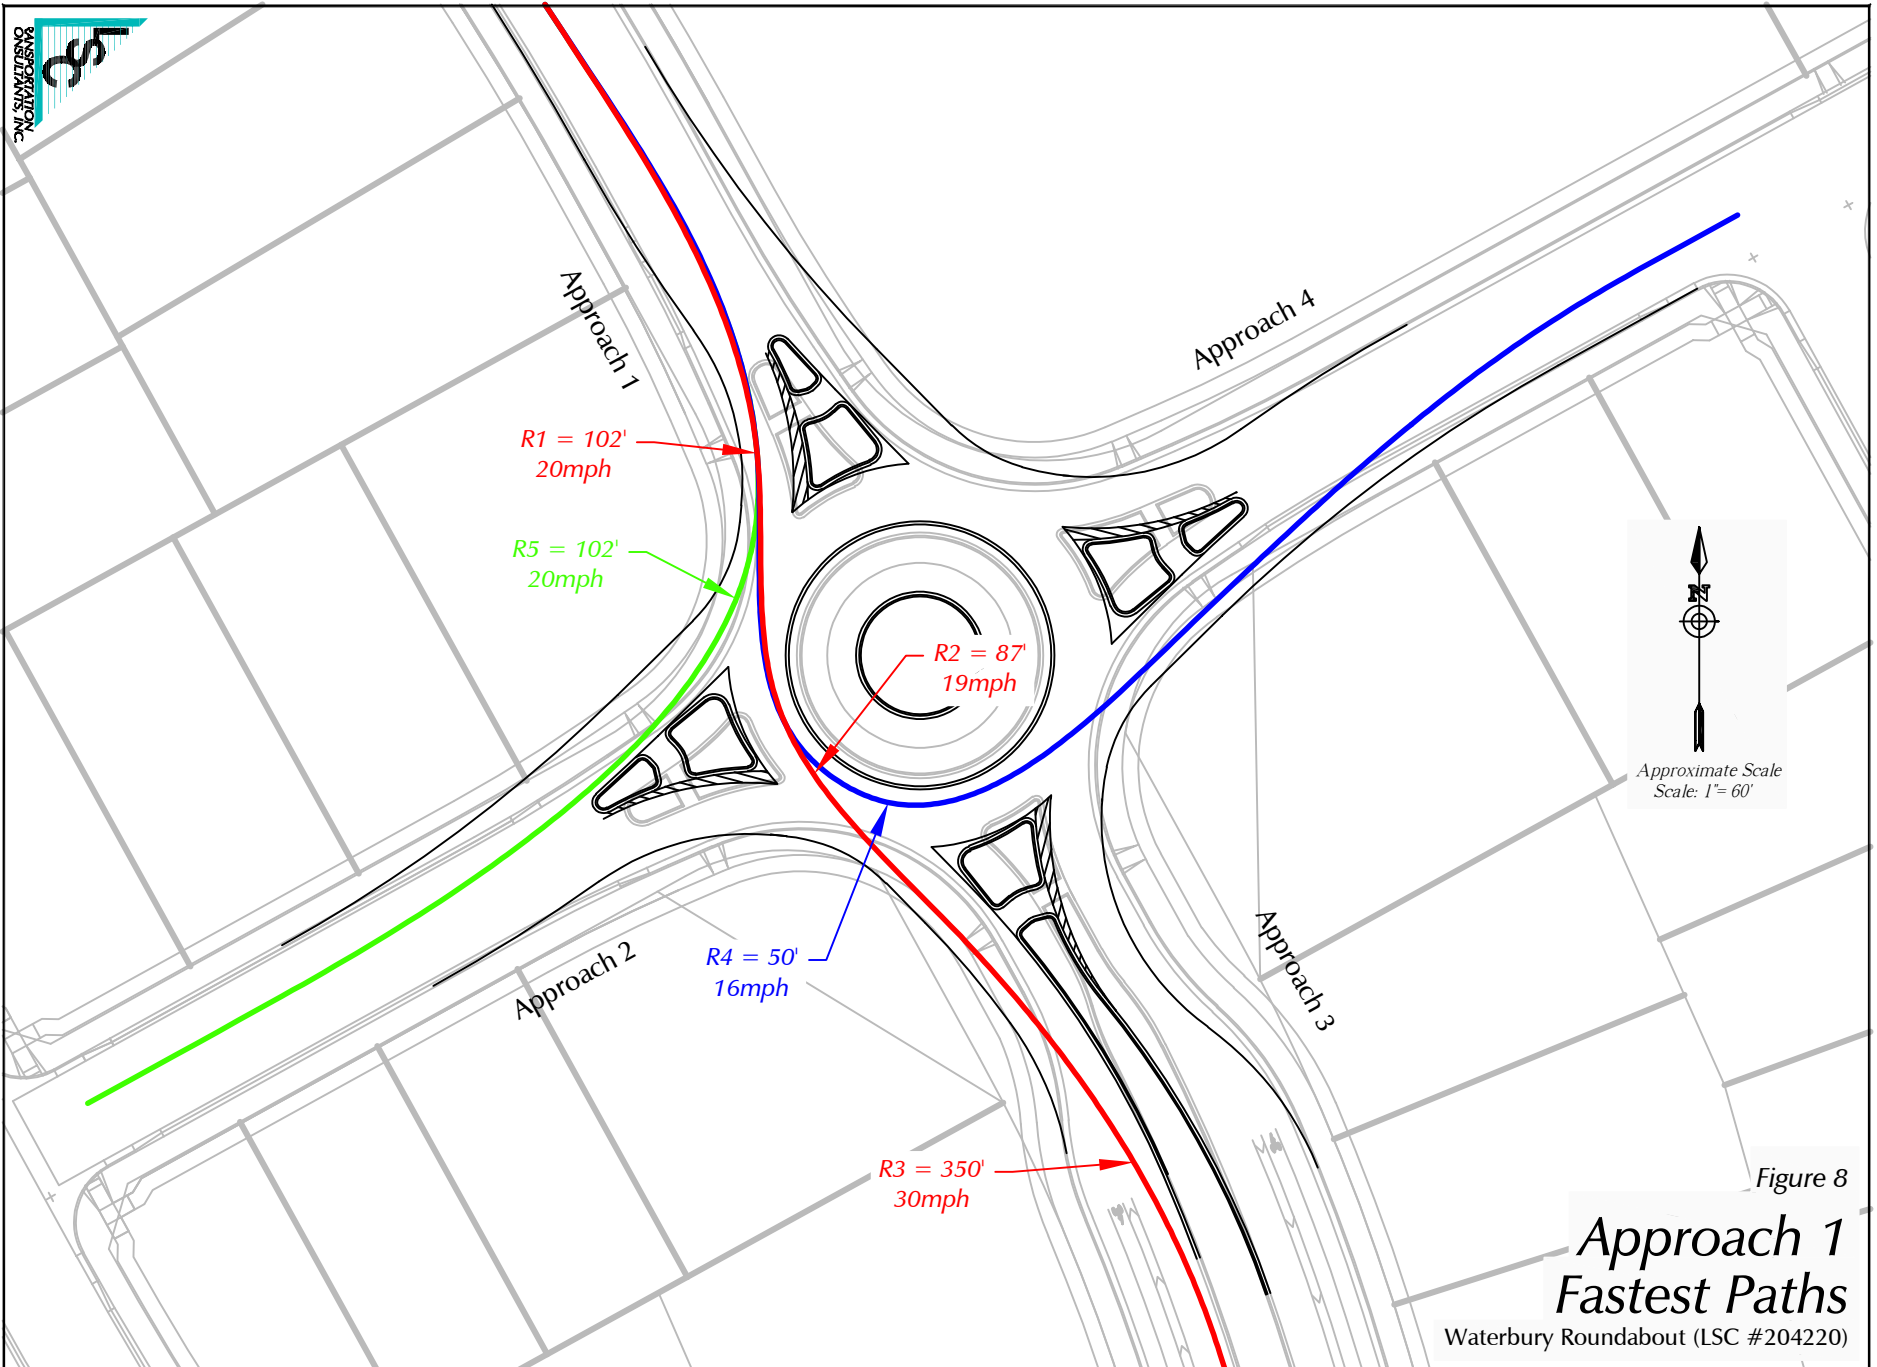 LSC
TRANSPORTATION
CONSULTANTS, INC.
Approach 1
Approach 4
R1 = 102'
20mph
R5 = 102'
20mph
R2 = 87'
19mph
N
Approximate Scale
Scale: 1"= 60'
Approach 2
R4 = 50'
16mph
Approach 3
R3 = 350'
30mph
Figure 8
Approach 1
Fastest Paths
Waterbury Roundabout (LSC #204220)